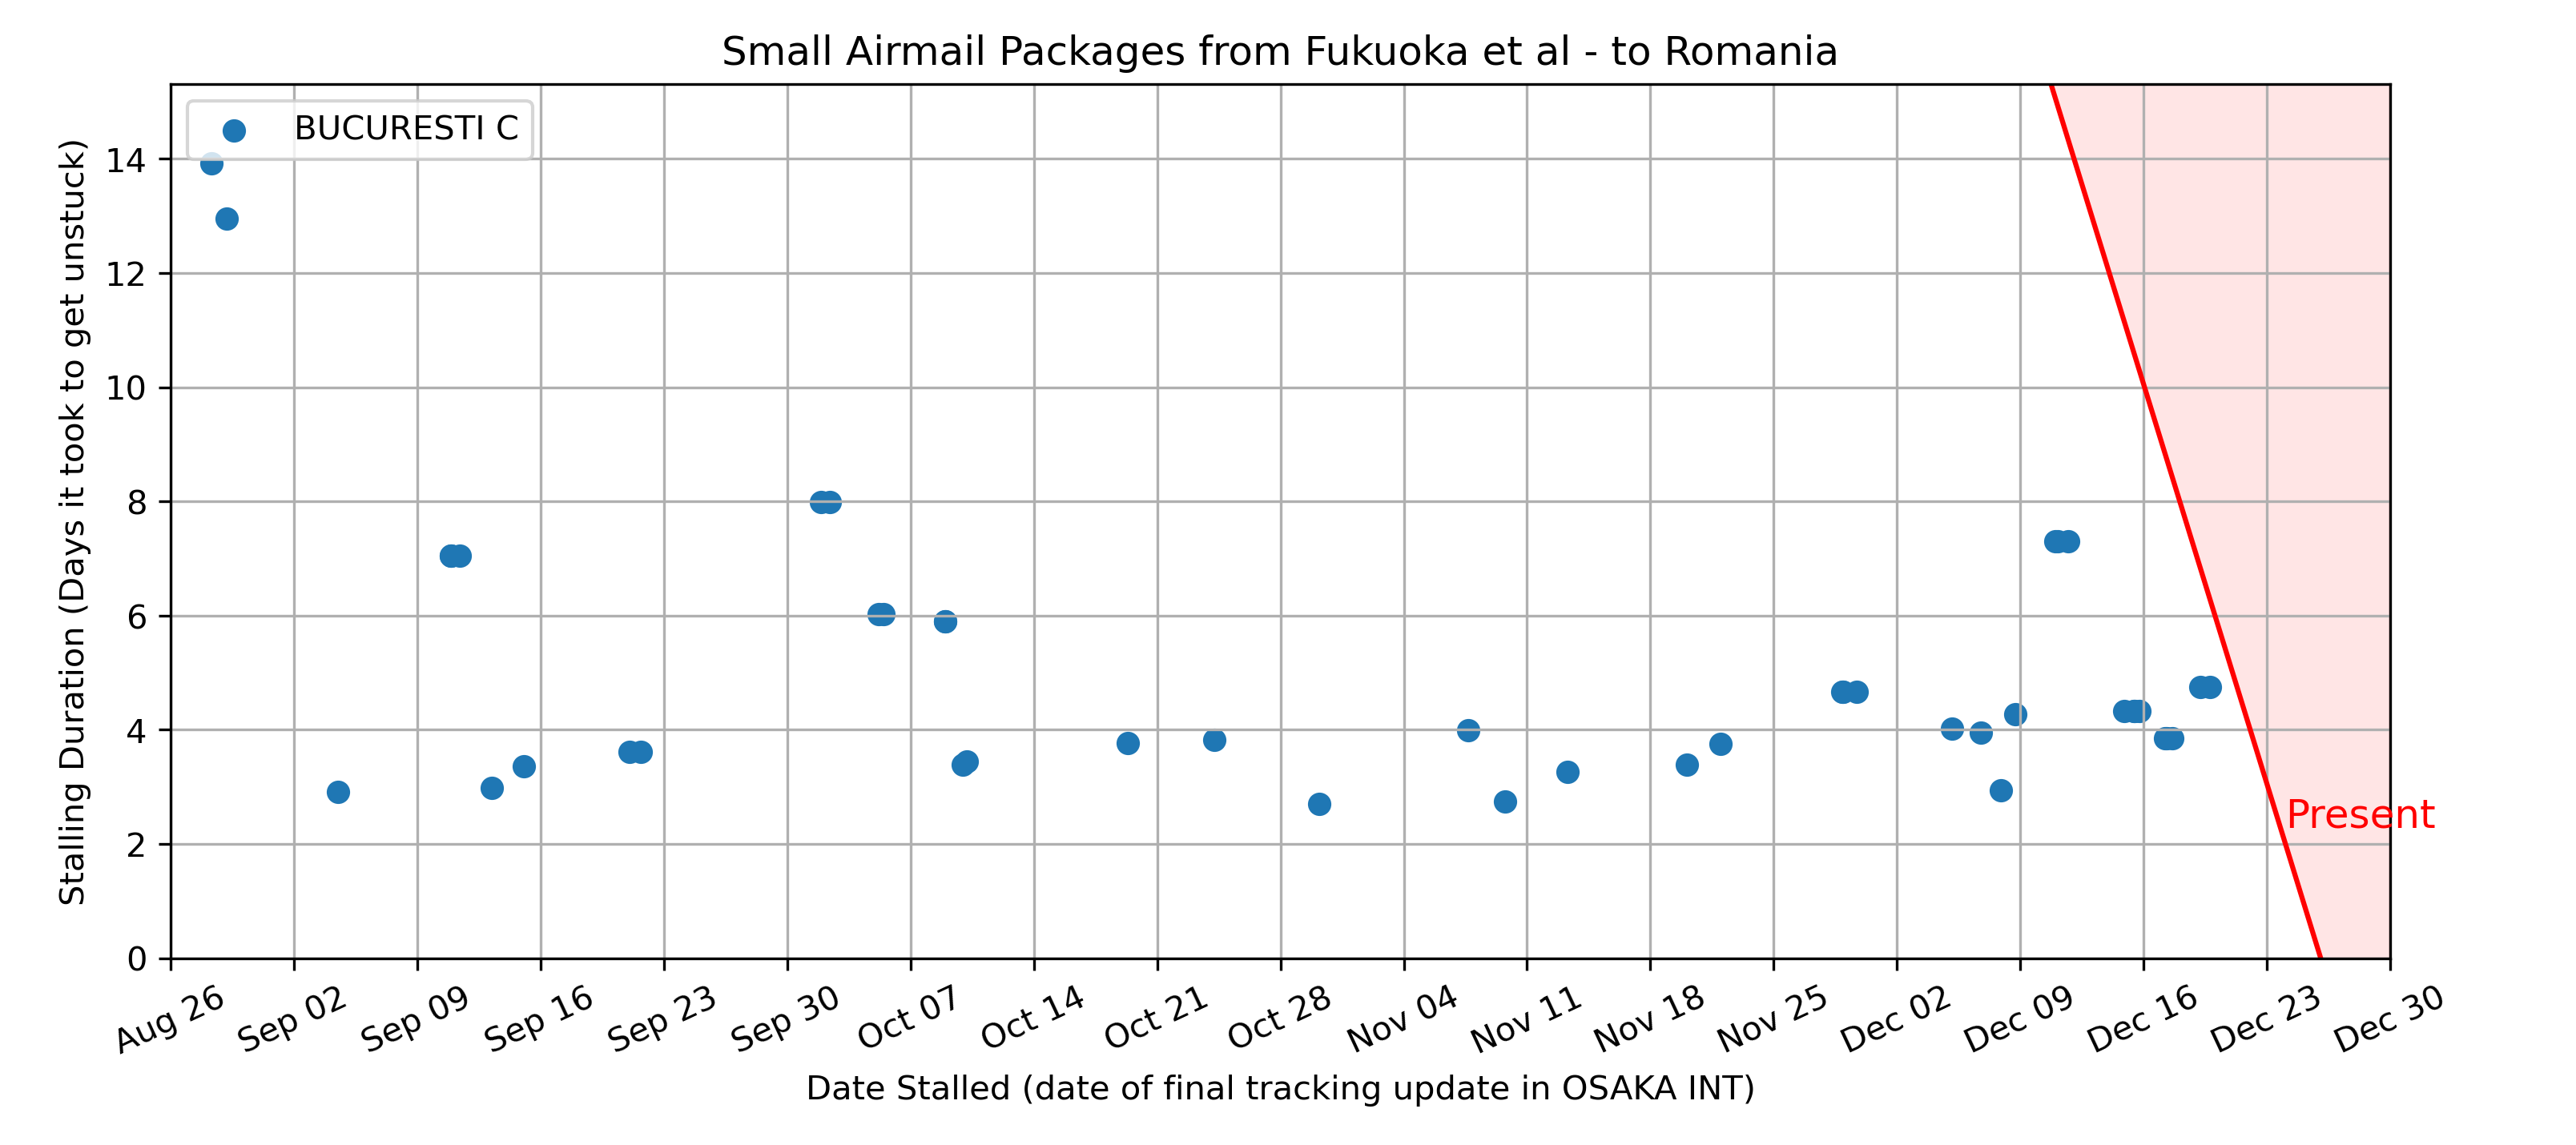 Small Airmail Packages from Fukuoka et al - to Romania
BUCURESTI C
Stalling Duration (Days it took to get unstuck)
14
12
10
8
6
4
2
0
Present
Aug 26
Sep 02
Sep 09
Sep 16
Sep 23
Sep 30
Oct 07
Oct 14
Oct 21
Oct 28
Nov 04
Nov 11
Nov 18
Nov 25
Dec 02
Dec 09
Dec 16
Dec 23
Dec 30
Date Stalled (date of final tracking update in OSAKA INT)